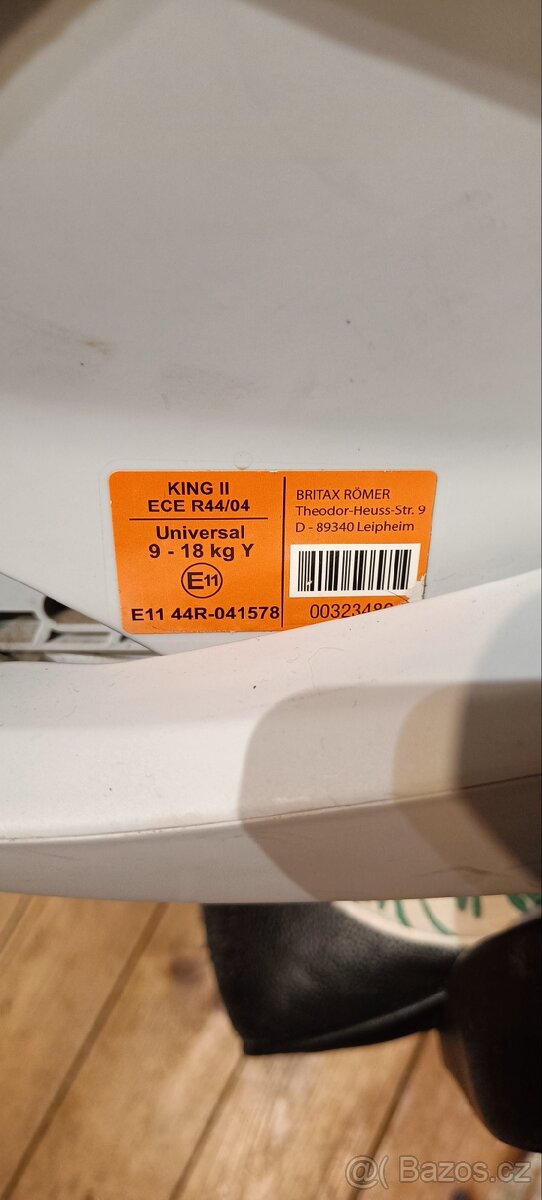 KING II
ECE R44/04
Universal
9 - 18 kg Y
E11
E11 44R-041578
BRITAX RÖMER
Theodor-Heuss-Str. 9
D - 89340 Leipheim
Bazos.cz